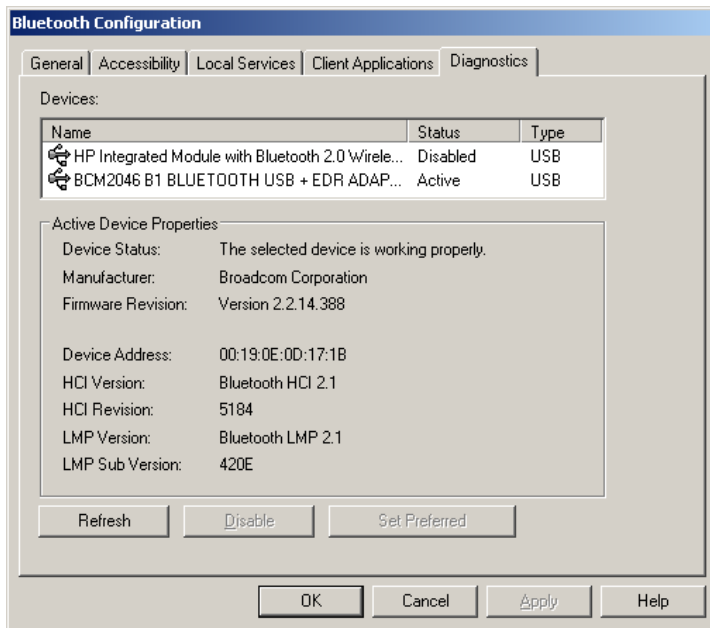 Bluetooth Configuration
General Accessibility Local Services Client Applications Diagnostics
Devices:
Name Status Type
HP Integrated Module with Bluetooth 2.0 Wirele... Disabled USB
BCM2046 B1 BLUETOOTH USB + EDR ADAP... Active USB
Active Device Properties
Device Status: The selected device is working properly.
Manufacturer: Broadcom Corporation
Firmware Revision: Version 2.2.14.388
Device Address: 00:19:0E:0D:17:1B
HCI Version: Bluetooth HCI 2.1
HCI Revision: 5184
LMP Version: Bluetooth LMP 2.1
LMP Sub Version: 420E
Refresh Disable Set Preferred
OK Cancel Apply Help